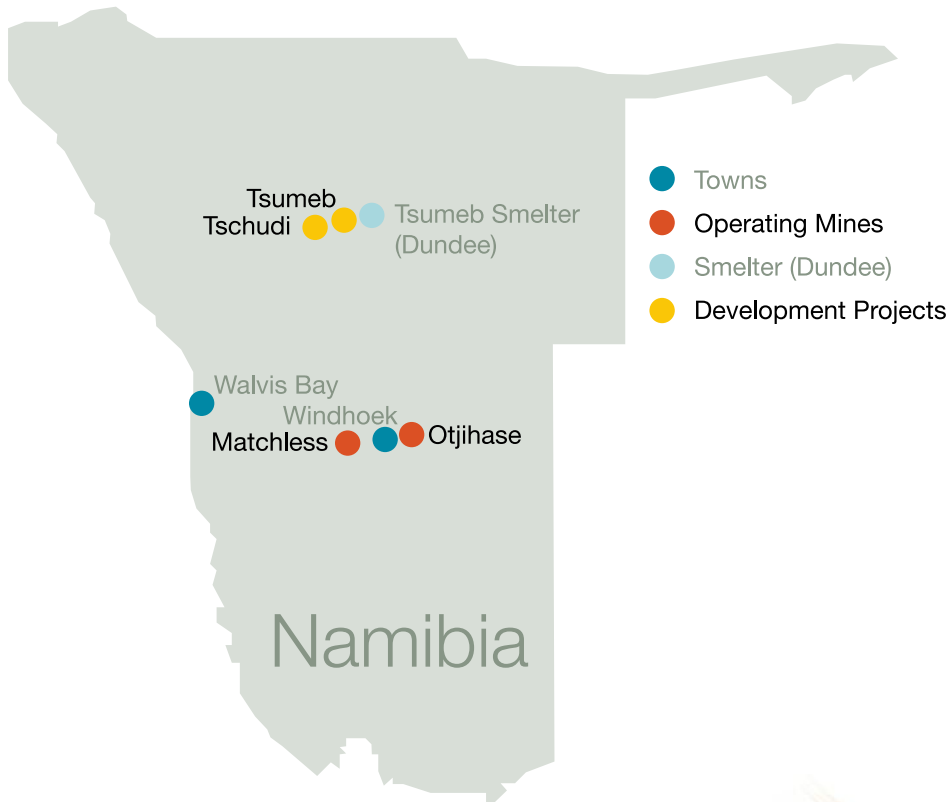 Tsumeb
Tschudi
Tsumeb Smelter
(Dundee)
Towns
Operating Mines
Smelter (Dundee)
Development Projects
Walvis Bay
Windhoek
Matchless
Otjihase
Namibia